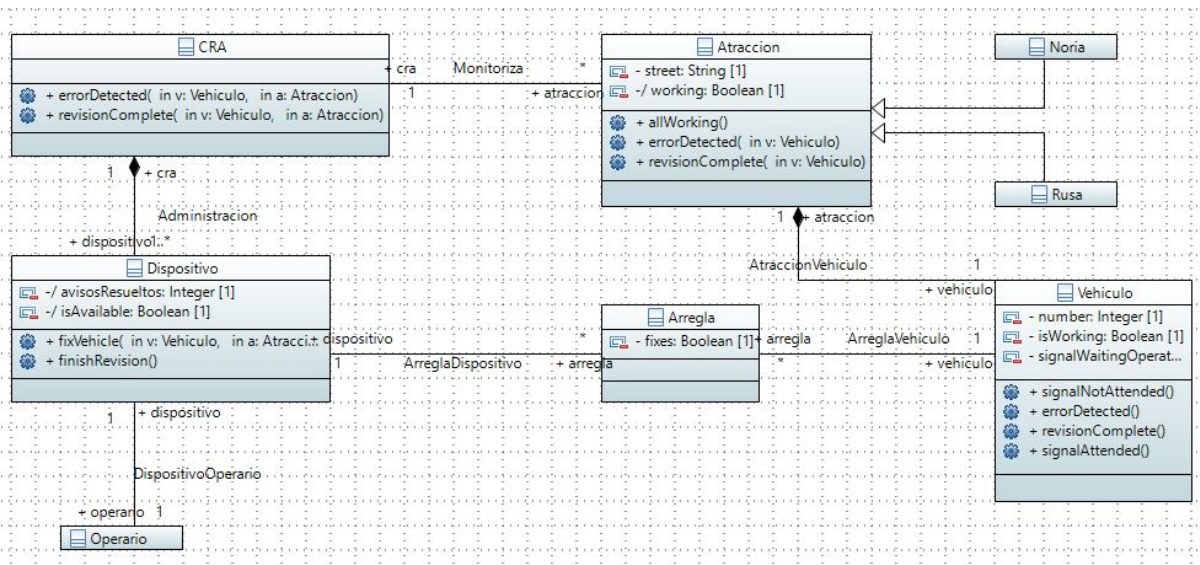 CRA
+ errorDetected( in v: Vehiculo, in a: Atraccion)
+ revisionComplete( in v: Vehiculo, in a: Atraccion)
+ cra
Monitoriza
*
1
+ atraccion
Atraccion
- street: String [1]
-/ working: Boolean [1]
+ allWorking()
+ errorDetected( in v: Vehiculo)
+ revisionComplete( in v: Vehiculo)
Noria
Rusa
1
+ cra
Administracion
+ dispositivo
1..*
1
+ atraccion
AtraccionVehiculo
1
+ vehiculo
Dispositivo
-/ avisosResueltos: Integer [1]
-/ isAvailable: Boolean [1]
+ fixVehicle( in v: Vehiculo, in a: Atracci...
+ finishRevision()
+ dispositivo
*
1
ArreglaDispositivo
+ arregla
Arregla
- fixes: Boolean [1]
+ arregla
ArreglaVehiculo
1
*
+ vehiculo
Vehiculo
- number: Integer [1]
- isWorking: Boolean [1]
- signalWaitingOperat...
+ signalNotAttended()
+ errorDetected()
+ revisionComplete()
+ signalAttended()
1
+ dispositivo
DispositivoOperario
+ operario
1
Operario